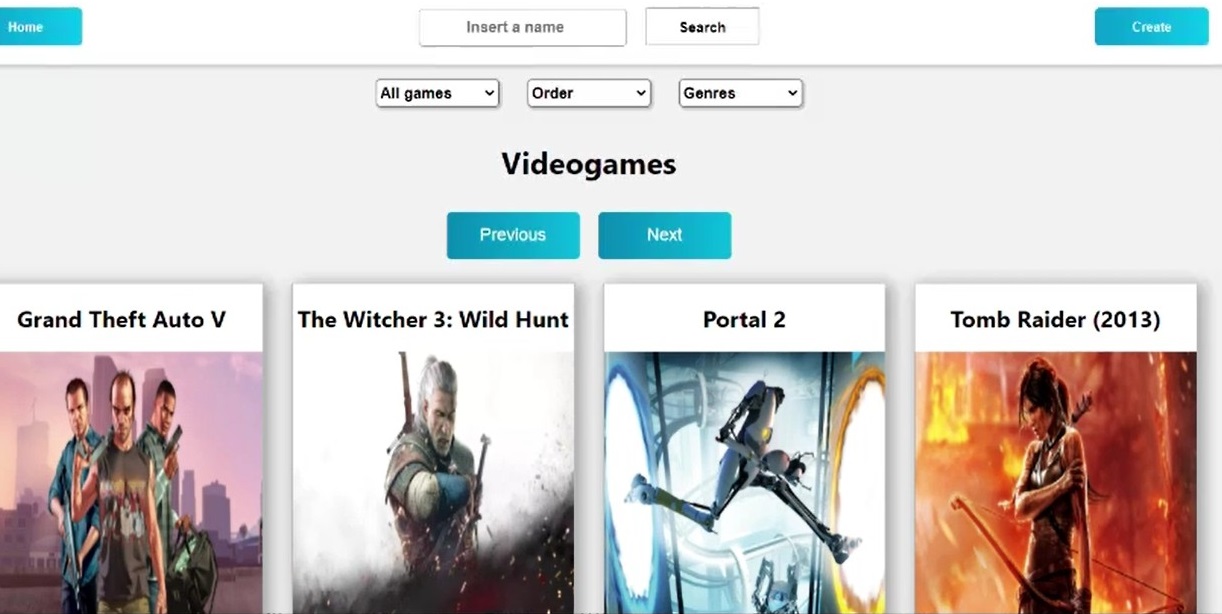 Home
Insert a name
Search
Create
All games
Order
Genres
Videogames
Previous
Next
Grand Theft Auto V
The Witcher 3: Wild Hunt
Portal 2
Tomb Raider (2013)